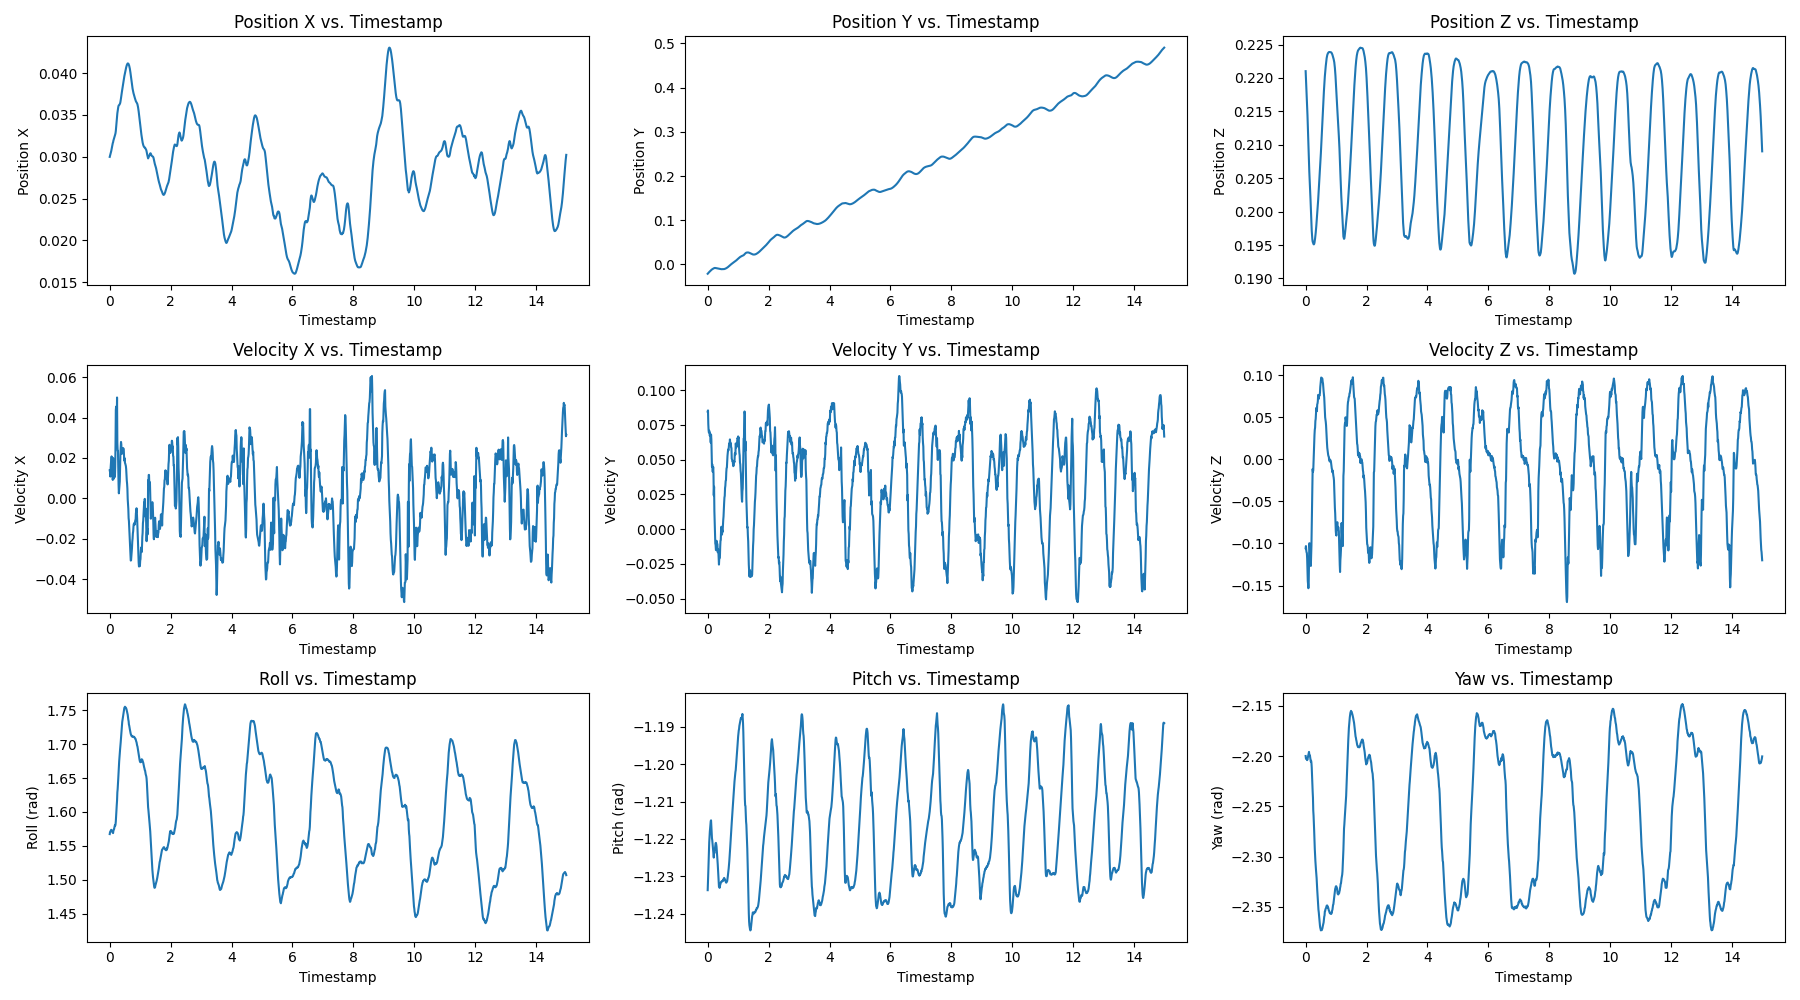 Position X vs. Timestamp
Position X
0.040
0.035
0.030
0.025
0.020
0.015
0 2 4 6 8 10 12 14
Timestamp
Position Y vs. Timestamp
Position Y
0.5
0.4
0.3
0.2
0.1
0.0
0 2 4 6 8 10 12 14
Timestamp
Position Z vs. Timestamp
Position Z
0.225
0.220
0.215
0.210
0.205
0.200
0.195
0.190
0 2 4 6 8 10 12 14
Timestamp
Velocity X vs. Timestamp
Velocity X
0.06
0.04
0.02
0.00
−0.02
−0.04
0 2 4 6 8 10 12 14
Timestamp
Velocity Y vs. Timestamp
Velocity Y
0.100
0.075
0.050
0.025
0.000
−0.025
−0.050
0 2 4 6 8 10 12 14
Timestamp
Velocity Z vs. Timestamp
Velocity Z
0.10
0.05
0.00
−0.05
−0.10
−0.15
0 2 4 6 8 10 12 14
Timestamp
Roll vs. Timestamp
Roll (rad)
1.75
1.70
1.65
1.60
1.55
1.50
1.45
0 2 4 6 8 10 12 14
Timestamp
Pitch vs. Timestamp
Pitch (rad)
−1.19
−1.20
−1.21
−1.22
−1.23
−1.24
0 2 4 6 8 10 12 14
Timestamp
Yaw vs. Timestamp
Yaw (rad)
−2.15
−2.20
−2.25
−2.30
−2.35
0 2 4 6 8 10 12 14
Timestamp